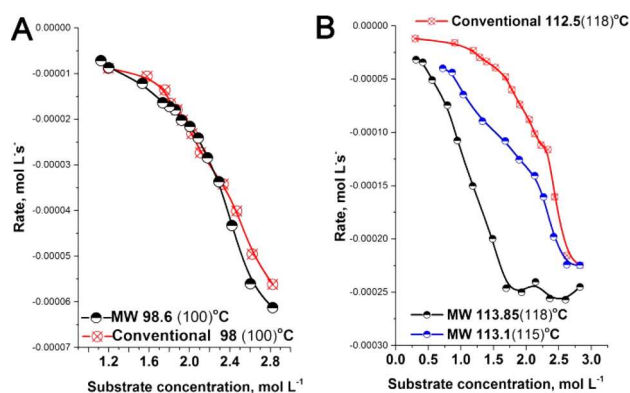 A
0.00000
-0.00001
-0.00002
-0.00003
-0.00004
-0.00005
-0.00006
-0.00007
Rate, mol L s⁻
MW 98.6 (100)°C
Conventional 98 (100)°C
1.2 1.6 2.0 2.4 2.8
Substrate concentration, mol L⁻¹
B
Conventional 112.5(118)°C
0.00000
-0.00005
-0.00010
-0.00015
-0.00020
-0.00025
-0.00030
Rate, mol L s⁻
MW 113.85(118)°C
MW 113.1(115)°C
0.0 0.5 1.0 1.5 2.0 2.5 3.0
Substrate concentration, mol L⁻¹